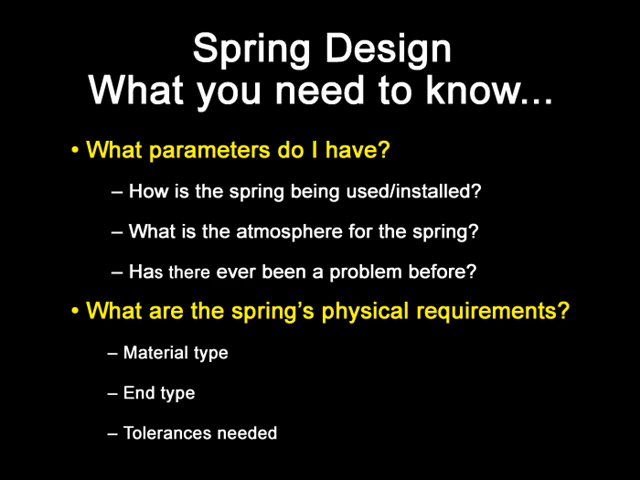 Spring Design
What you need to know...
• What parameters do I have?
– How is the spring being used/installed?
– What is the atmosphere for the spring?
– Has there ever been a problem before?
• What are the spring’s physical requirements?
– Material type
– End type
– Tolerances needed